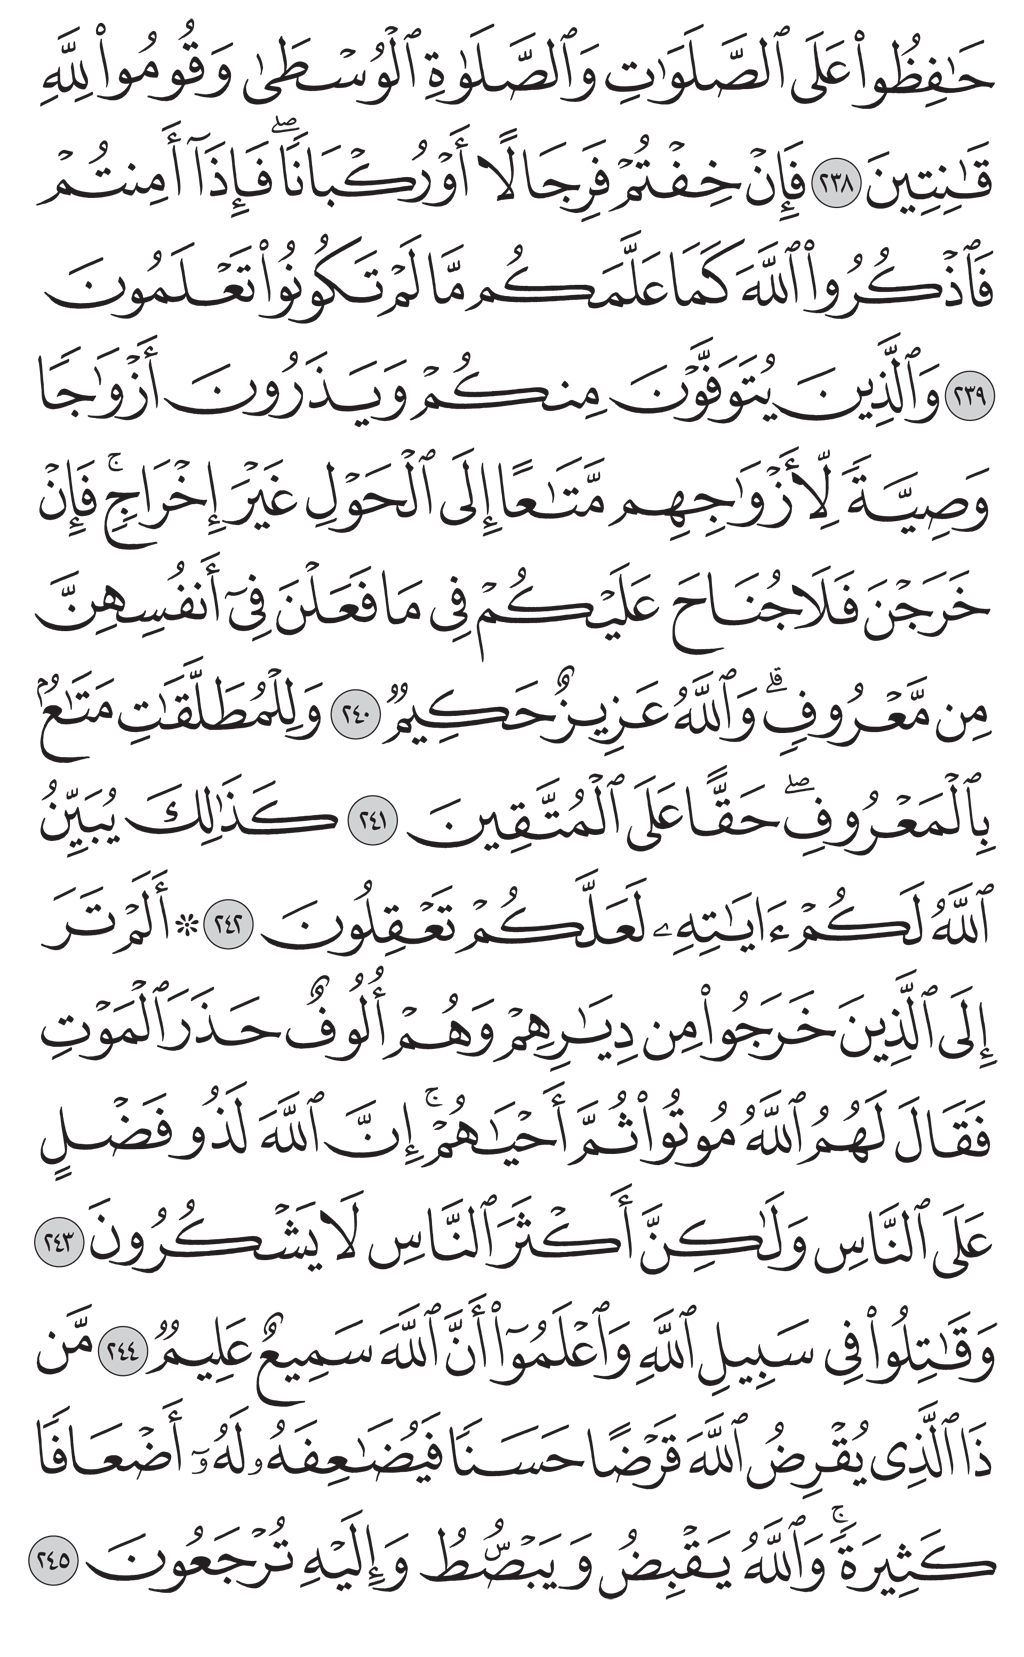 حَٰفِظُوا۟ عَلَى ٱلصَّلَوَٰتِ وَٱلصَّلَوٰةِ ٱلْوُسْطَىٰ وَقُومُوا۟ لِلَّهِ
قَٰنِتِينَ ٢٣٨ فَإِنْ خِفْتُمْ فَرِجَالًا أَوْ رُكْبَانًا ۖ فَإِذَآ أَمِنتُمْ
فَٱذْكُرُوا۟ ٱللَّهَ كَمَا عَلَّمَكُم مَّا لَمْ تَكُونُوا۟ تَعْلَمُونَ
٢٣٩ وَٱلَّذِينَ يُتَوَفَّوْنَ مِنكُمْ وَيَذَرُونَ أَزْوَٰجًا
وَصِيَّةً لِّأَزْوَٰجِهِم مَّتَٰعًا إِلَى ٱلْحَوْلِ غَيْرَ إِخْرَاجٍ ۚ فَإِنْ
خَرَجْنَ فَلَا جُنَاحَ عَلَيْكُمْ فِى مَا فَعَلْنَ فِىٓ أَنفُسِهِنَّ
مِن مَّعْرُوفٍ ۗ وَٱللَّهُ عَزِيزٌ حَكِيمٌ ٢٤٠ وَلِلْمُطَلَّقَٰتِ مَتَٰعٌۢ
بِٱلْمَعْرُوفِ ۖ حَقًّا عَلَى ٱلْمُتَّقِينَ ٢٤١ كَذَٰلِكَ يُبَيِّنُ
ٱللَّهُ لَكُمْ ءَايَٰتِهِۦ لَعَلَّكُمْ تَعْقِلُونَ ٢٤٢ ۞ أَلَمْ تَرَ
إِلَى ٱلَّذِينَ خَرَجُوا۟ مِن دِيَٰرِهِمْ وَهُمْ أُلُوفٌ حَذَرَ ٱلْمَوْتِ
فَقَالَ لَهُمُ ٱللَّهُ مُوتُوا۟ ثُمَّ أَحْيَٰهُمْ ۚ إِنَّ ٱللَّهَ لَذُو فَضْلٍ
عَلَى ٱلنَّاسِ وَلَٰكِنَّ أَكْثَرَ ٱلنَّاسِ لَا يَشْكُرُونَ ٢٤٣
وَقَٰتِلُوا۟ فِى سَبِيلِ ٱللَّهِ وَٱعْلَمُوٓا۟ أَنَّ ٱللَّهَ سَمِيعٌ عَلِيمٌ ٢٤٤ مَّن
ذَا ٱلَّذِى يُقْرِضُ ٱللَّهَ قَرْضًا حَسَنًا فَيُضَٰعِفَهُۥ لَهُۥٓ أَضْعَافًا
كَثِيرَةً ۚ وَٱللَّهُ يَقْبِضُ وَيَبْصُۜطُ وَإِلَيْهِ تُرْجَعُونَ ٢٤٥